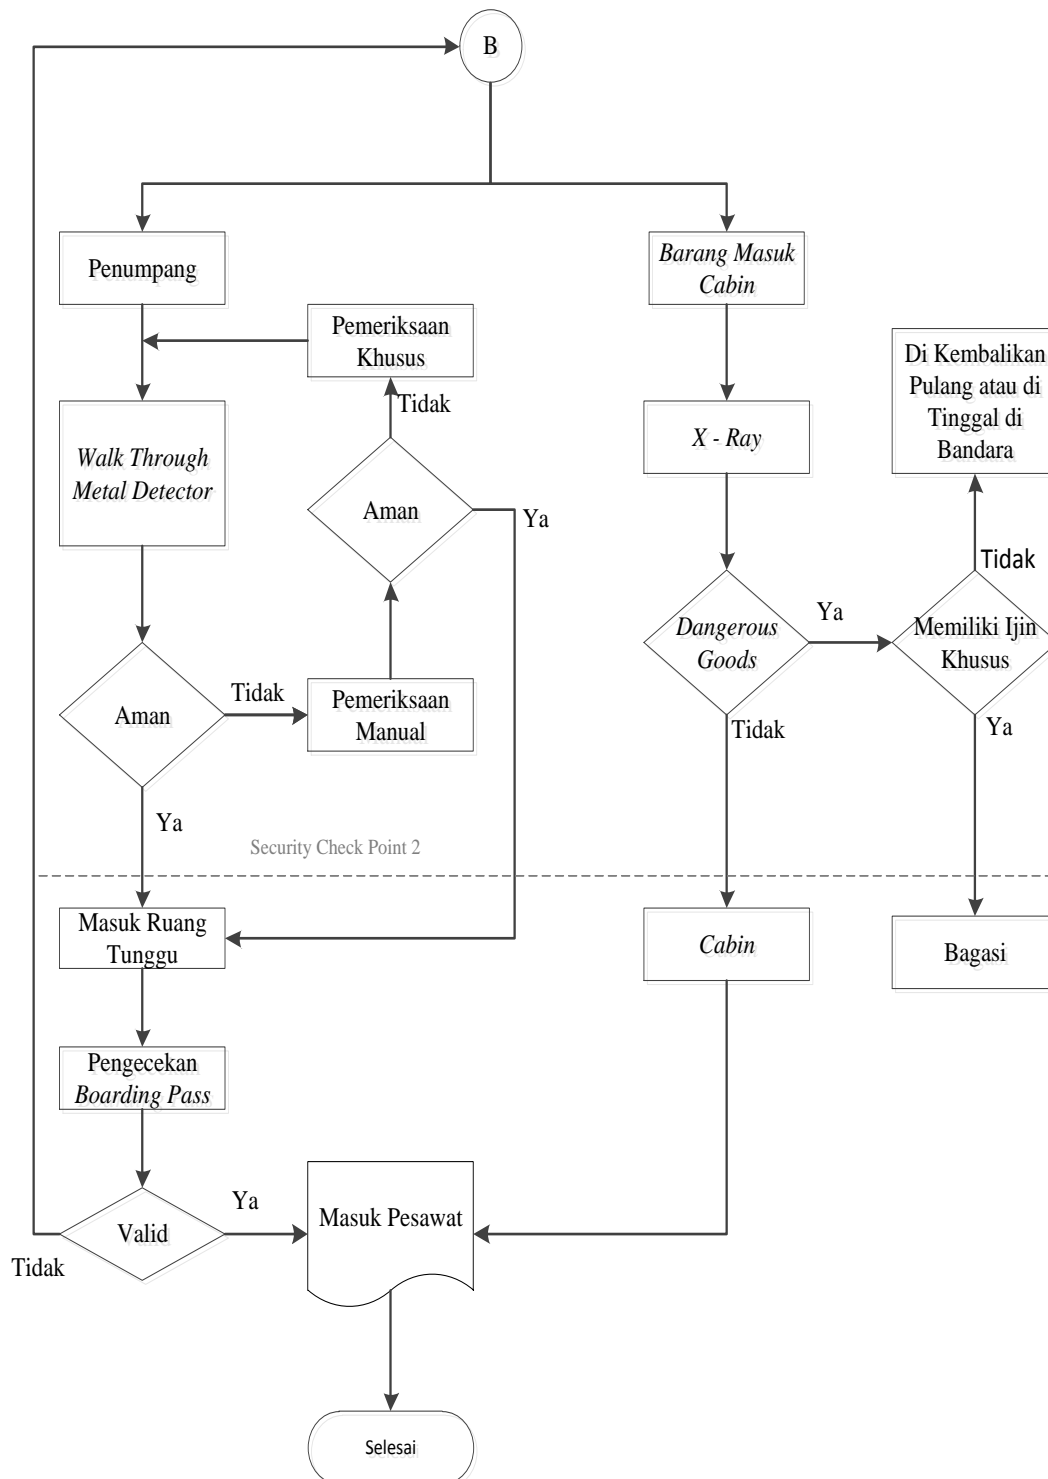 B
Penumpang
Barang Masuk
Cabin
Pemeriksaan
Khusus
Di Kembalikan
Pulang atau di
Tinggal di
Bandara
Tidak
Walk Through
Metal Detector
X - Ray
Aman
Ya
Tidak
Ya
Dangerous
Goods
Memiliki Ijin
Khusus
Tidak
Pemeriksaan
Manual
Aman
Tidak
Ya
Ya
Security Check Point 2
Masuk Ruang
Tunggu
Cabin
Bagasi
Pengecekan
Boarding Pass
Ya
Masuk Pesawat
Valid
Tidak
Selesai